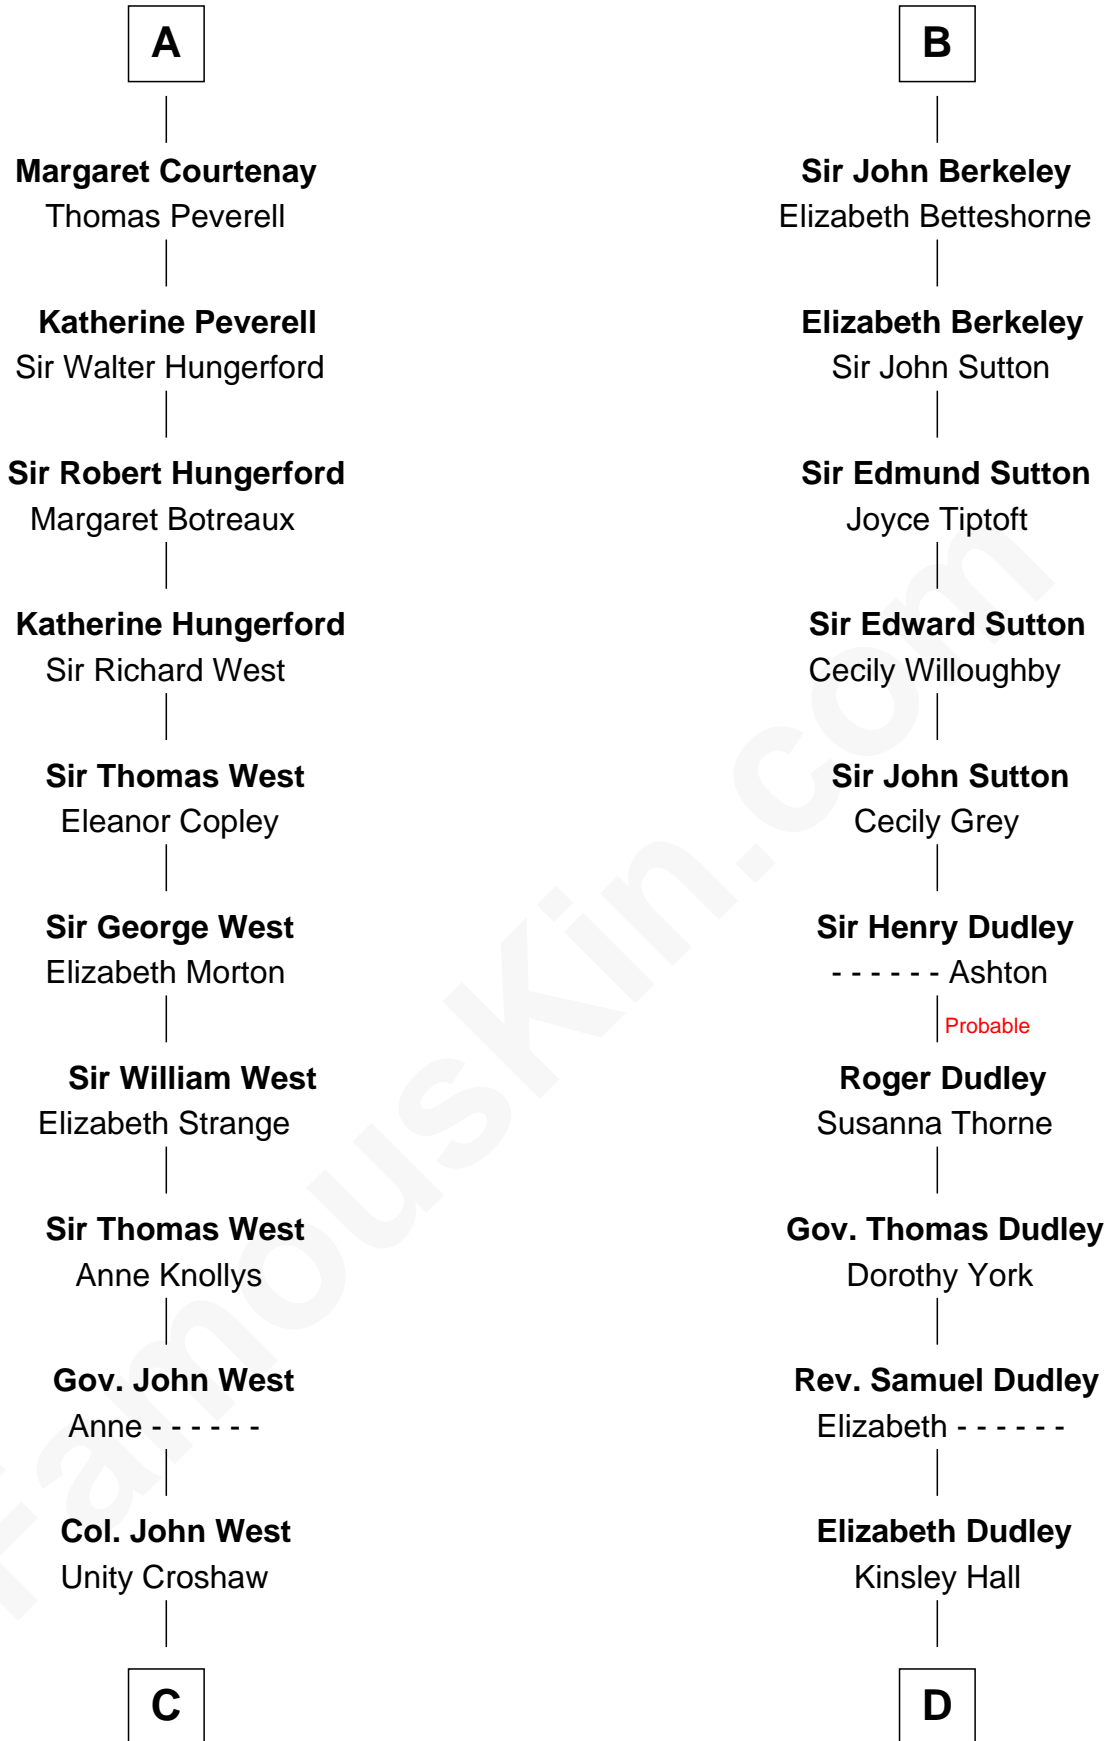 A
Margaret Courtenay
Thomas Peverell
Katherine Peverell
Sir Walter Hungerford
Sir Robert Hungerford
Margaret Botreaux
Katherine Hungerford
Sir Richard West
Sir Thomas West
Eleanor Copley
Sir George West
Elizabeth Morton
Sir William West
Elizabeth Strange
Sir Thomas West
Anne Knollys
Gov. John West
Anne - - - - - -
Col. John West
Unity Croshaw
C
B
Sir John Berkeley
Elizabeth Betteshorne
Elizabeth Berkeley
Sir John Sutton
Sir Edmund Sutton
Joyce Tiptoft
Sir Edward Sutton
Cecily Willoughby
Sir John Sutton
Cecily Grey
Sir Henry Dudley
- - - - - - Ashton
Probable
Roger Dudley
Susanna Thorne
Gov. Thomas Dudley
Dorothy York
Rev. Samuel Dudley
Elizabeth - - - - - -
Elizabeth Dudley
Kinsley Hall
D
FamousKin.com